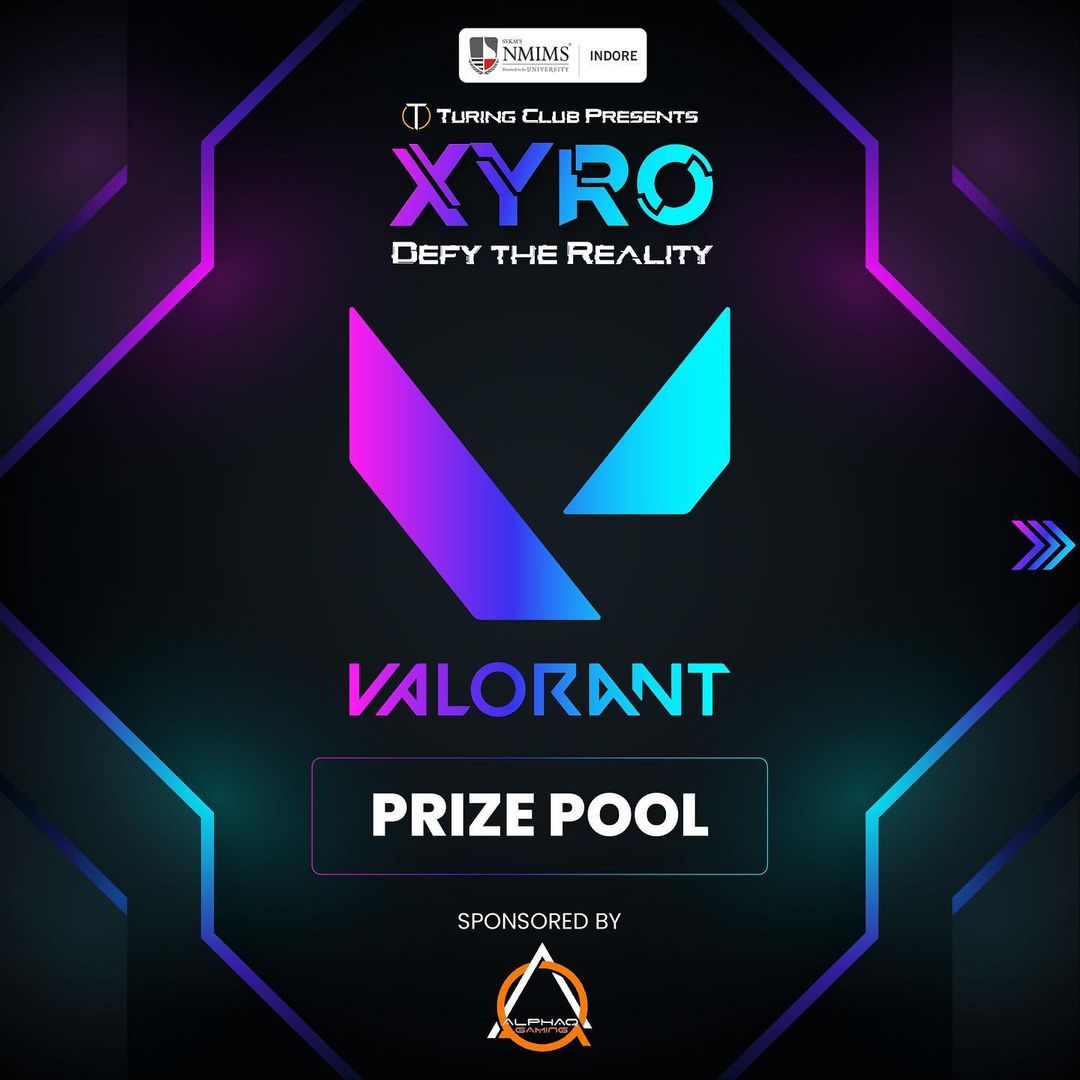 SVKM'S
NMIMS
Deemed to be UNIVERSITY
INDORE
TURING CLUB PRESENTS
XYRO
DEFY THE REALITY
VALORANT
PRIZE POOL
SPONSORED BY
ALPHAQ
GAMING